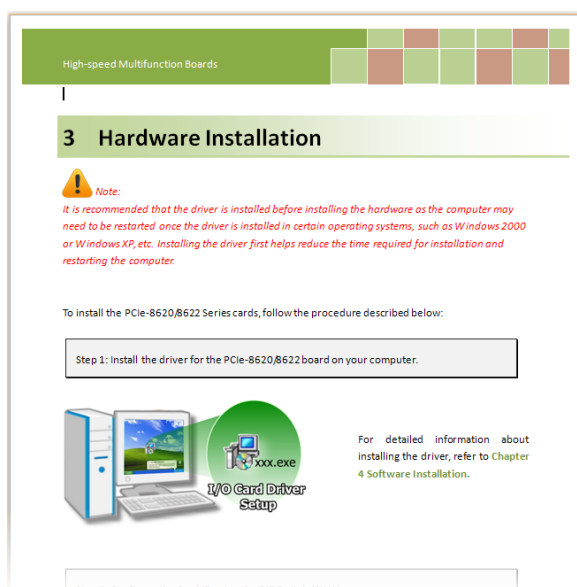 High-speed Multifunction Boards
3 Hardware Installation
Note:
It is recommended that the driver is installed before installing the hardware as the computer may
need to be restarted once the driver is installed in certain operating systems, such as Windows 2000
or Windows XP, etc. Installing the driver first helps reduce the time required for installation and
restarting the computer.
To install the PCIe-8620/8622 Series cards, follow the procedure described below:
Step 1: Install the driver for the PCIe-8620/8622 board on your computer.
For detailed information about
installing the driver, refer to Chapter
4 Software Installation.
xxx.exe
I/O Card Driver
Setup